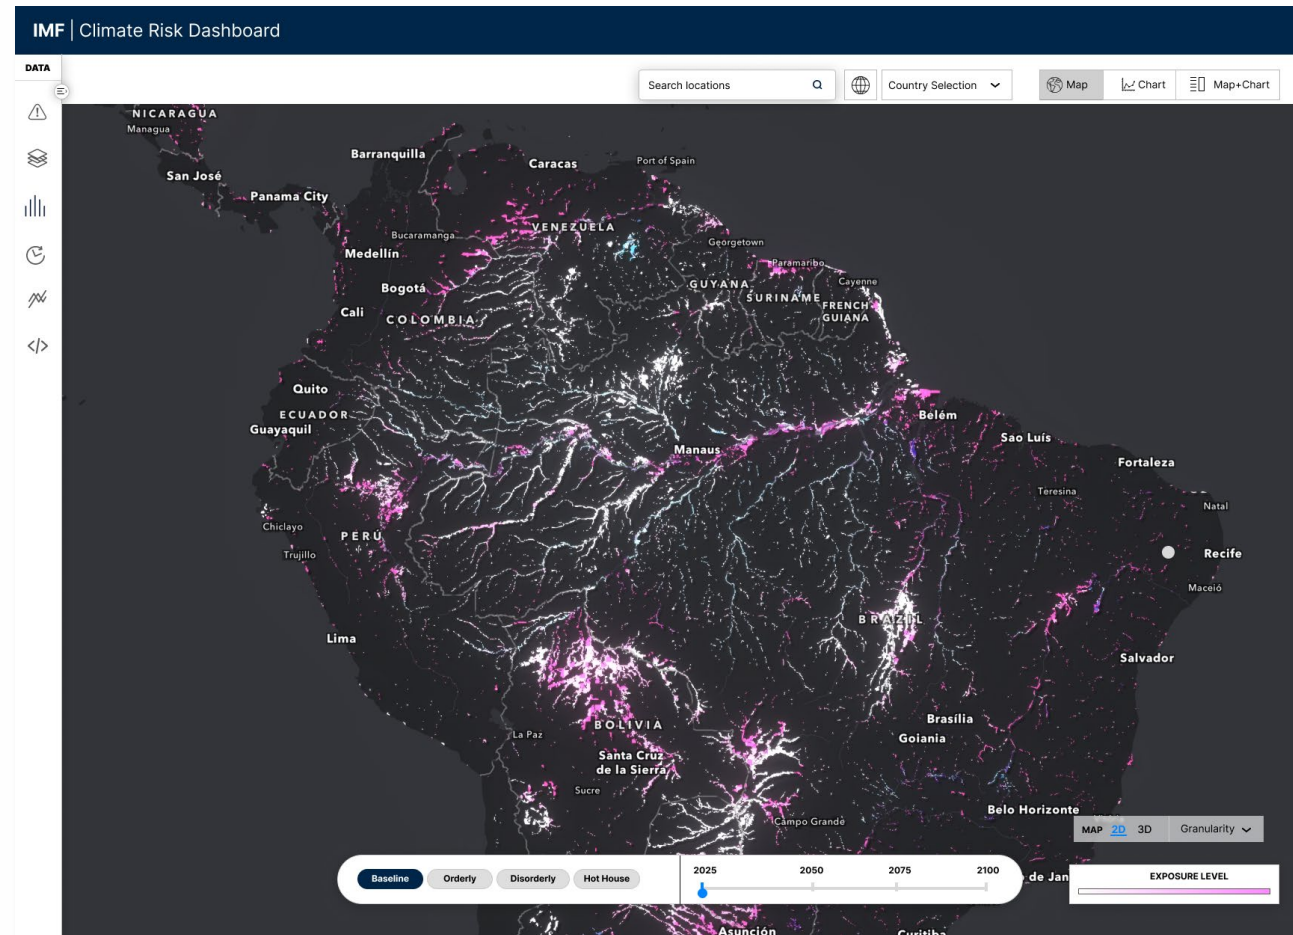 IMF | Climate Risk Dashboard
DATA
Search locations
Country Selection
Map
Chart
Map+Chart
NICARAGUA
Managua
Barranquilla
Caracas
Port of Spain
San José
Panama City
Bucaramanga
VENEZUELA
Georgetown
Medellín
Paramaribo
Bogotá
GUYANA
Cayenne
SURINAME
FRENCH
GUIANA
Cali
COLOMBIA
Quito
ECUADOR
Guayaquil
Belém
Sao Luís
Manaus
Fortaleza
Teresina
Natal
Chiclayo
PERÚ
Trujillo
Recife
Maceió
BRAZIL
Lima
Salvador
BOLIVIA
La Paz
Brasília
Goiania
Santa Cruz
de la Sierra
Sucre
Belo Horizonte
Campo Grande
MAP 2D 3D
Granularity
Baseline
Orderly
Disorderly
Hot House
2025
2050
2075
2100
de Jan
EXPOSURE LEVEL
Asunción
Curitiba